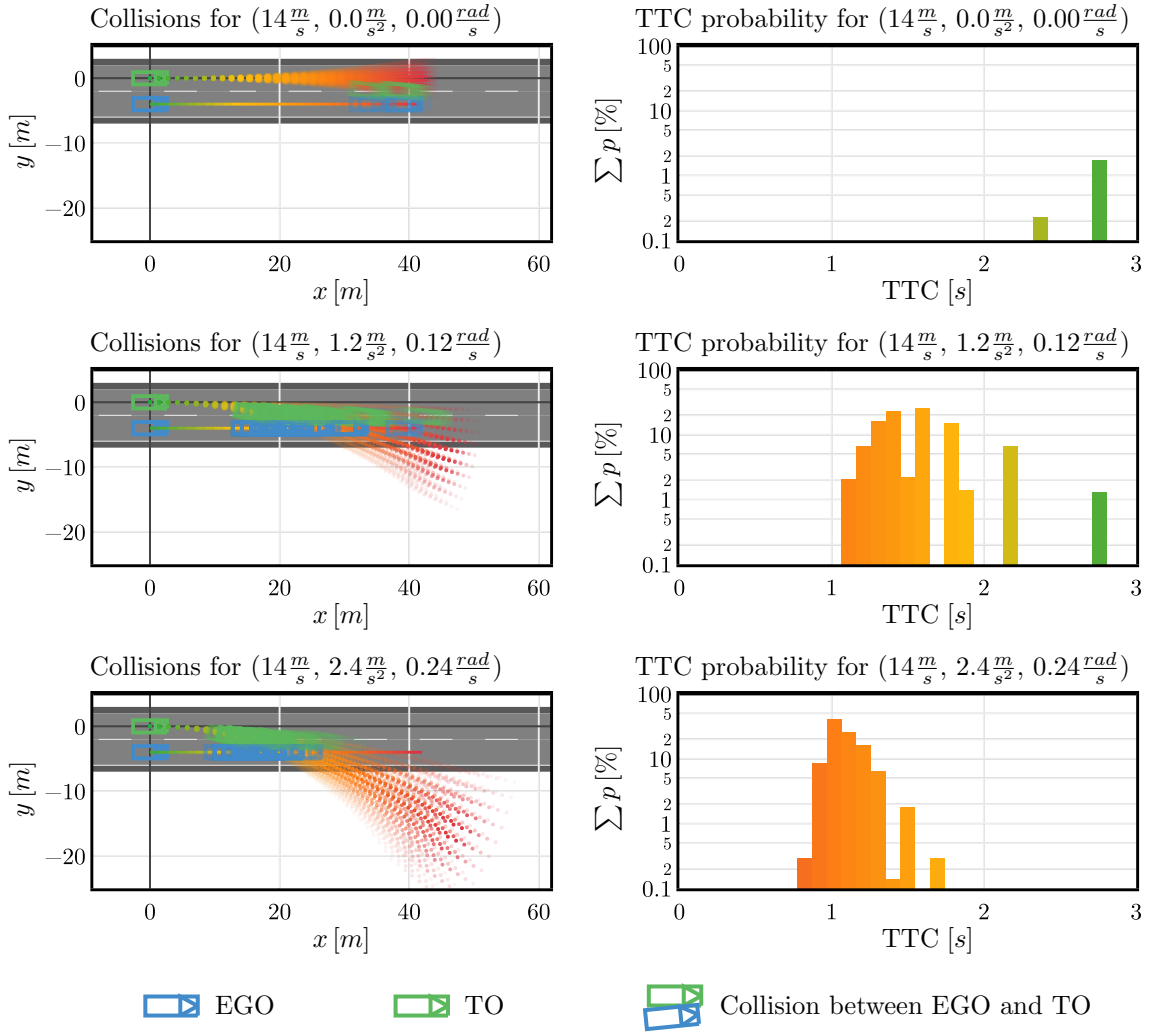 Collisions for (14 m/s, 0.0 m/s², 0.00 rad/s)
TTC probability for (14 m/s, 0.0 m/s², 0.00 rad/s)
0
−10
−20
y [m]
0 20 40 60
x [m]
100
5
2
10
5
2
1
5
2
0.1
∑ p [%]
0 1 2 3
TTC [s]
Collisions for (14 m/s, 1.2 m/s², 0.12 rad/s)
TTC probability for (14 m/s, 1.2 m/s², 0.12 rad/s)
0
−10
−20
y [m]
0 20 40 60
x [m]
100
5
2
10
5
2
1
5
2
0.1
∑ p [%]
0 1 2 3
TTC [s]
Collisions for (14 m/s, 2.4 m/s², 0.24 rad/s)
TTC probability for (14 m/s, 2.4 m/s², 0.24 rad/s)
0
−10
−20
y [m]
0 20 40 60
x [m]
100
5
2
10
5
2
1
5
2
0.1
∑ p [%]
0 1 2 3
TTC [s]
EGO
TO
Collision between EGO and TO